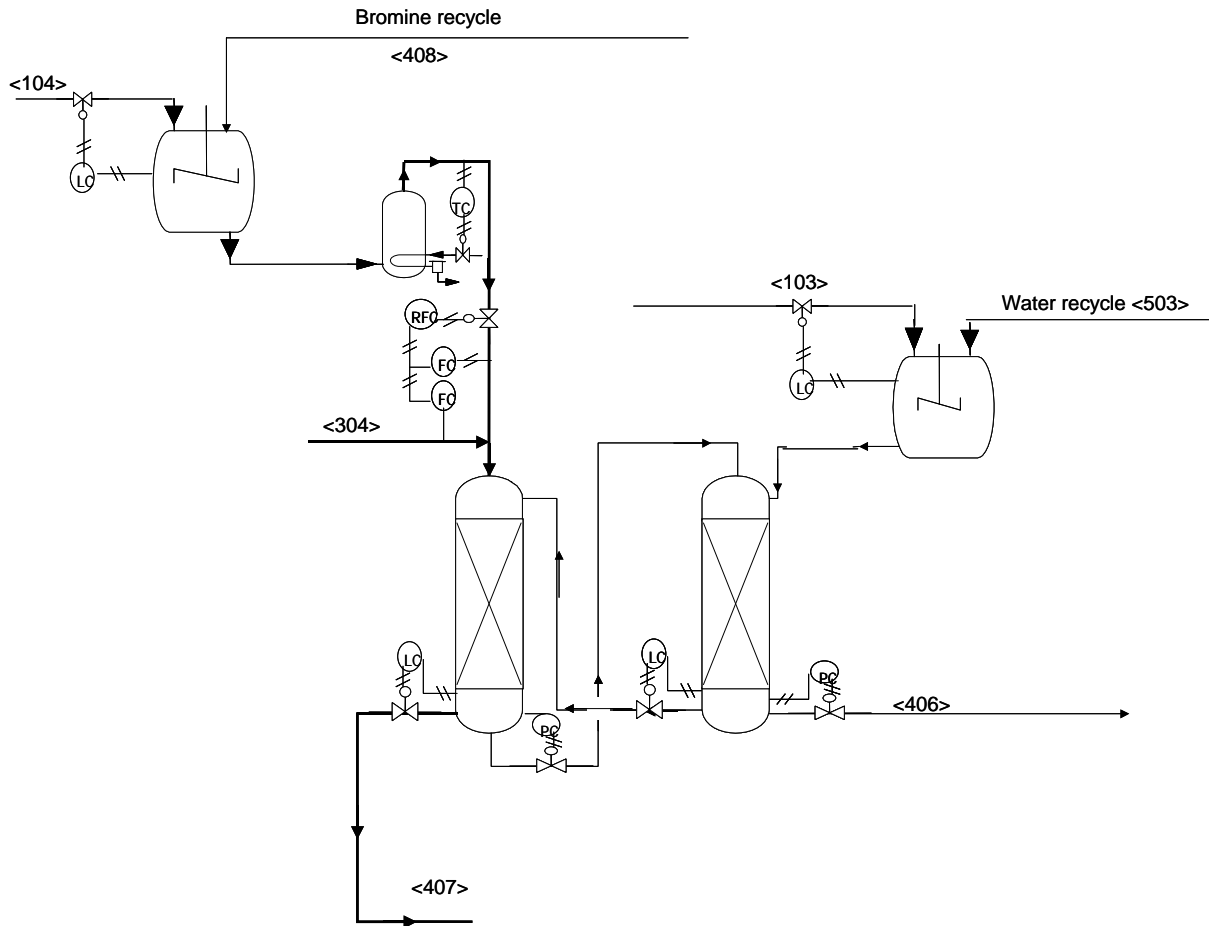 Bromine recycle
<408>
<104>
LC
TC
<103>
Water recycle <503>
RFC
FC
LC
FC
<304>
LC
LC
PC
<406>
PC
<407>